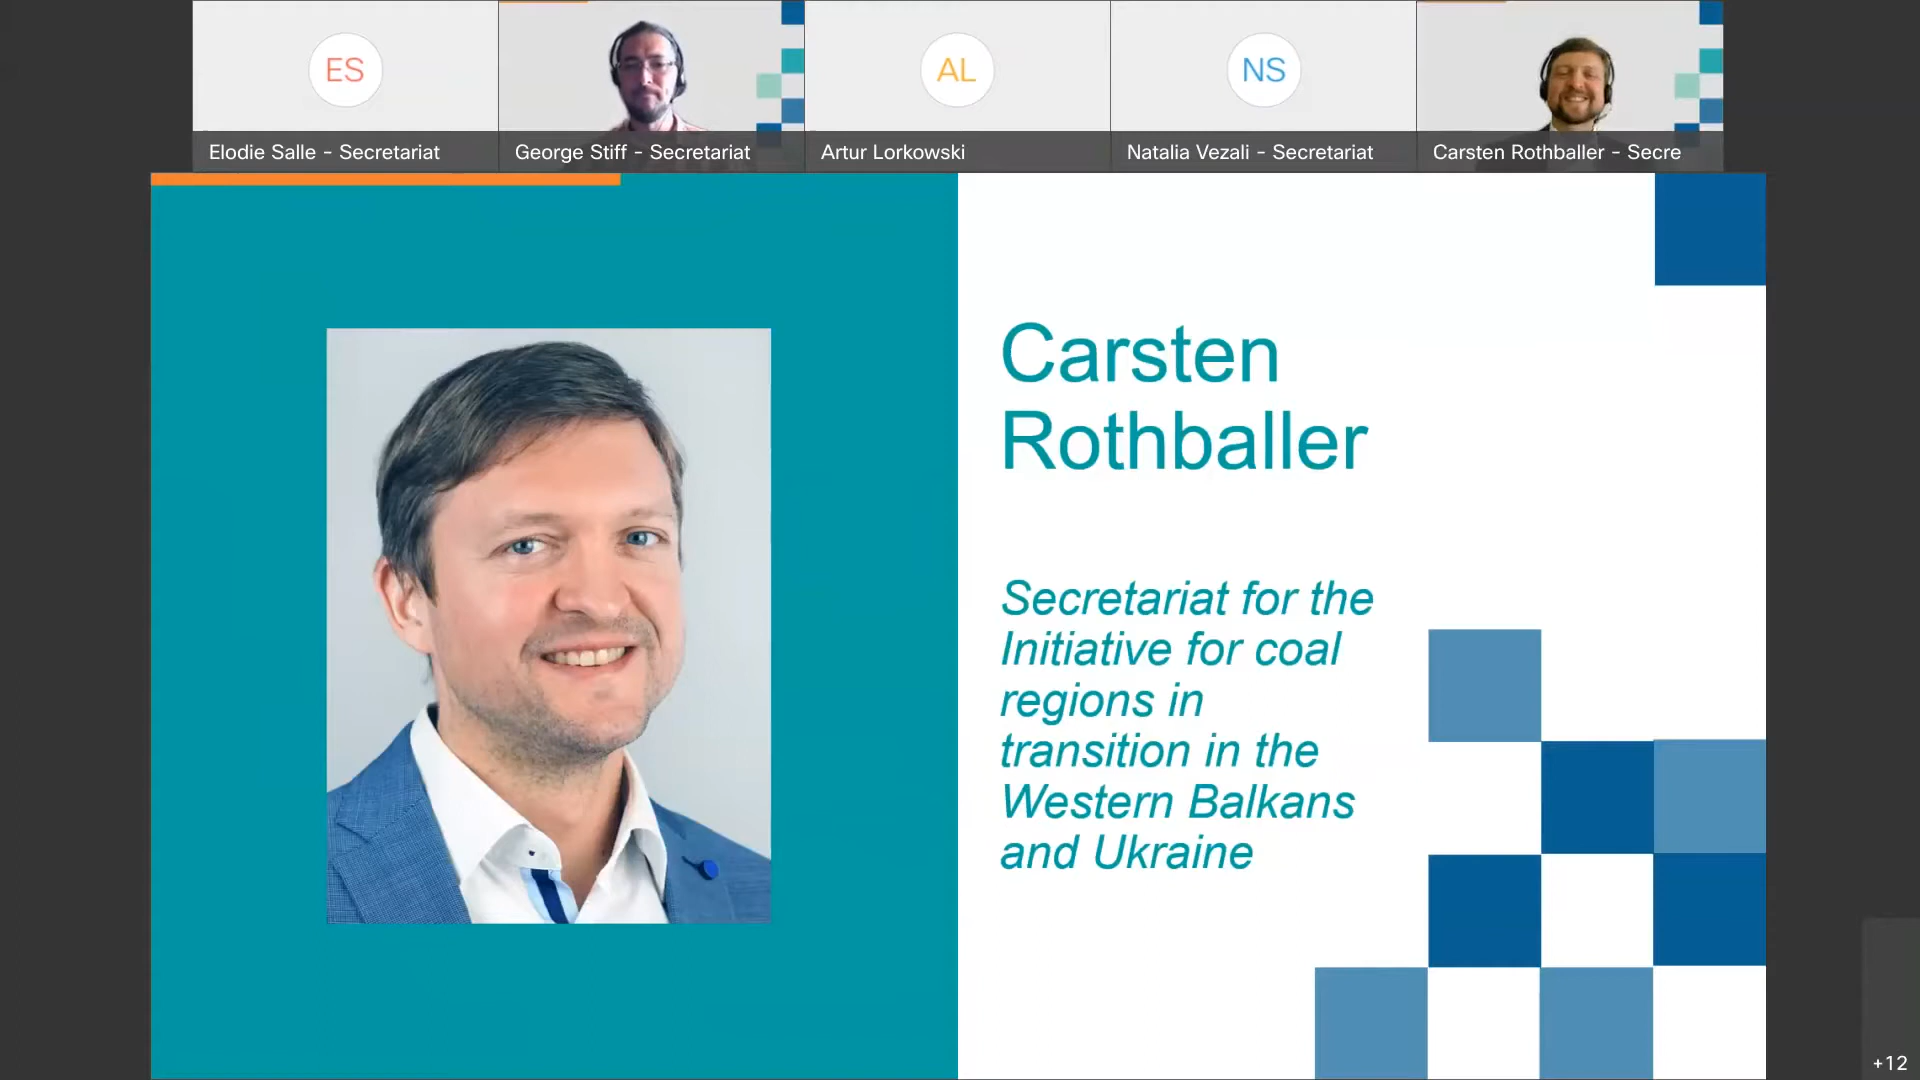 ES
AL
NS
Elodie Salle - Secretariat
George Stiff - Secretariat
Artur Lorkowski
Natalia Vezali - Secretariat
Carsten Rothballer - Secre
Carsten
Rothballer
Secretariat for the
Initiative for coal
regions in
transition in the
Western Balkans
and Ukraine
+12